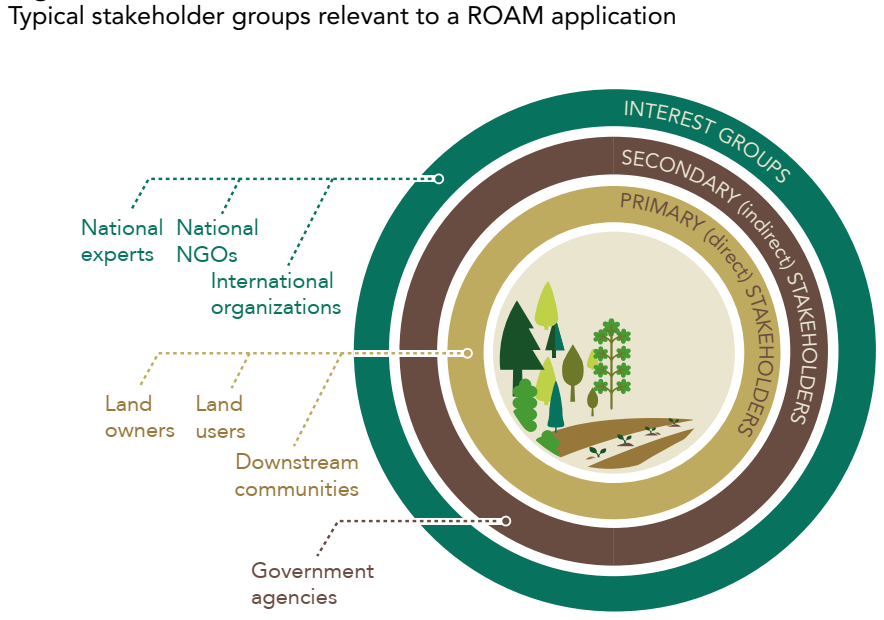 Typical stakeholder groups relevant to a ROAM application
INTEREST GROUPS
SECONDARY (indirect) STAKEHOLDERS
PRIMARY (direct) STAKEHOLDERS
National
experts
National
NGOs
International
organizations
Land
owners
Land
users
Downstream
communities
Government
agencies